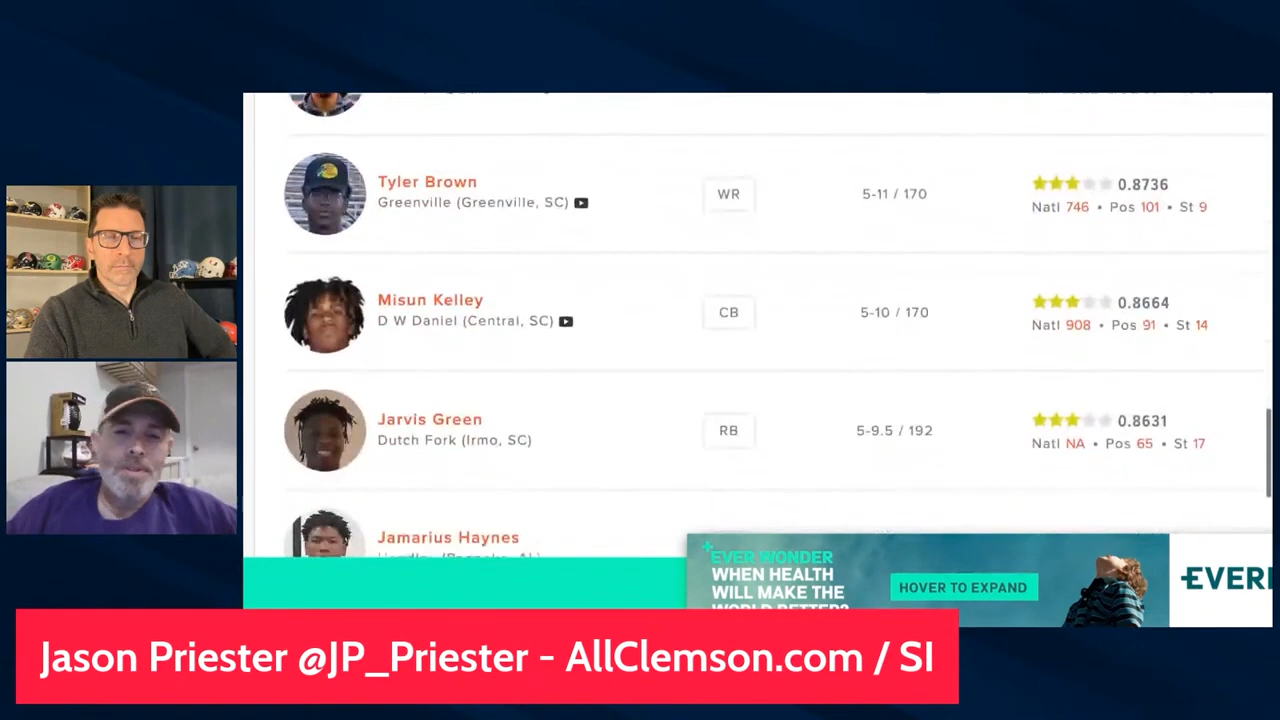 Tyler Brown
Greenville (Greenville, SC)
WR
5-11 / 170
0.8736
Natl 746 • Pos 101 • St 9
Misun Kelley
D W Daniel (Central, SC)
CB
5-10 / 170
0.8664
Natl 908 • Pos 91 • St 14
Jarvis Green
Dutch Fork (Irmo, SC)
RB
5-9.5 / 192
0.8631
Natl NA • Pos 65 • St 17
Jamarius Haynes
EVER WONDER
WHEN HEALTH
WILL MAKE THE
WORLD BETTER?
HOVER TO EXPAND
Jason Priester @JP_Priester - AllClemson.com / SI